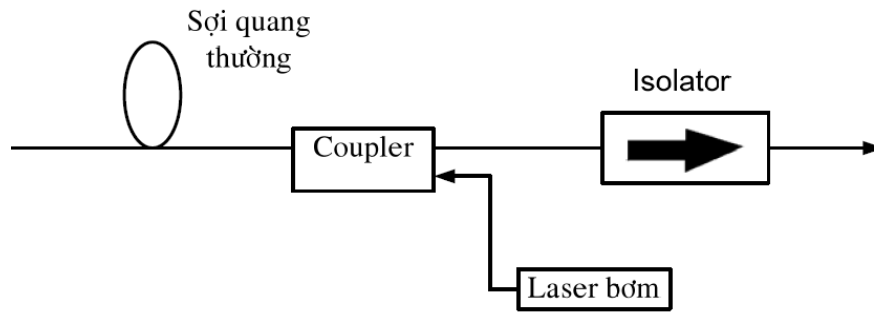 Sợi quang
thường
Isolator
Coupler
Laser bơm